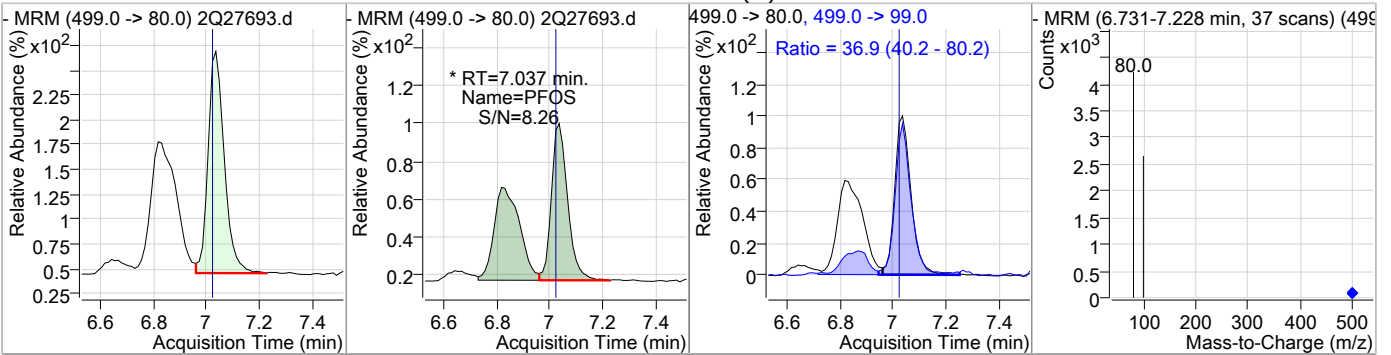 - MRM (499.0 -> 80.0) 2Q27693.d
Relative Abundance (%)
x10²
2.25
2
1.75
1.5
1.25
1
0.75
0.5
0.25
6.6 6.8 7 7.2 7.4
Acquisition Time (min)
- MRM (499.0 -> 80.0) 2Q27693.d
Relative Abundance (%)
x10²
* RT=7.037 min.
Name=PFOS
S/N=8.26
1.2
1
0.8
0.6
0.4
0.2
6.6 6.8 7 7.2 7.4
Acquisition Time (min)
499.0 -> 80.0, 499.0 -> 99.0
Relative Abundance (%)
x10²
Ratio = 36.9 (40.2 - 80.2)
1.2
1
0.8
0.6
0.4
0.2
0
6.6 6.8 7 7.2 7.4
Acquisition Time (min)
- MRM (6.731-7.228 min, 37 scans) (499
Counts
x10³
80.0
4
3.5
3
2.5
2
1.5
1
0.5
0
100 200 300 400 500
Mass-to-Charge (m/z)